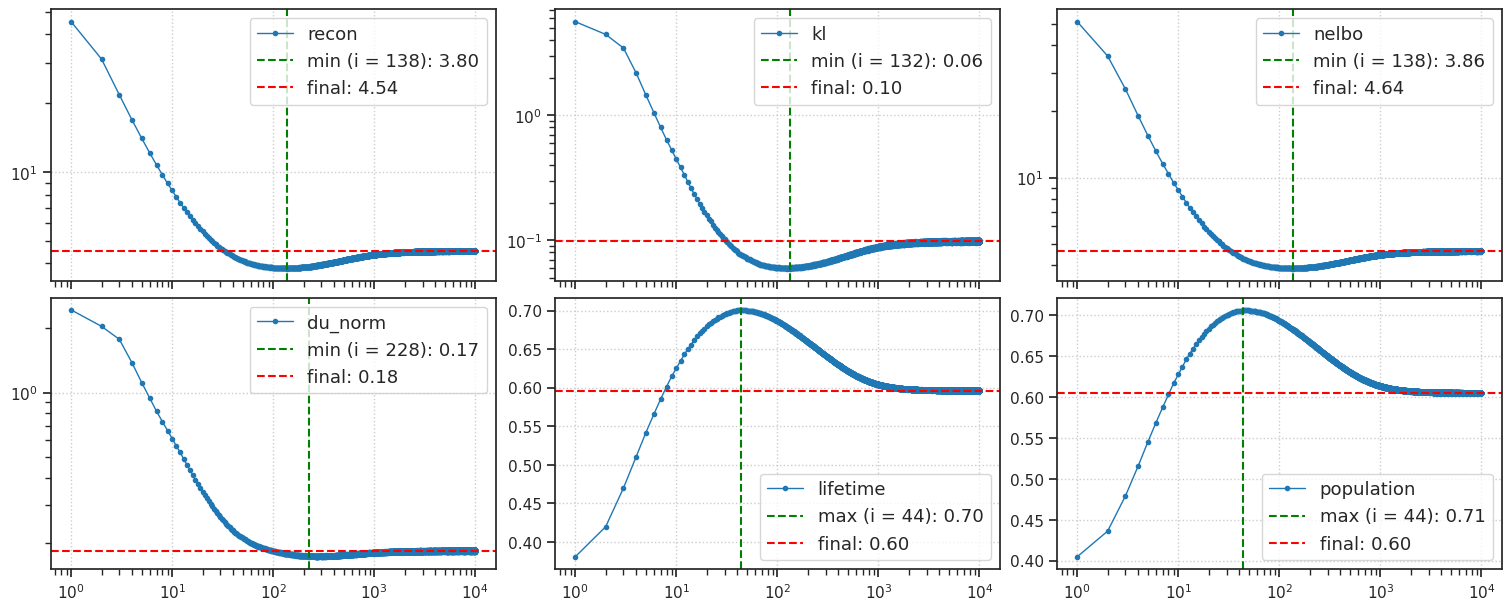 recon
min (i = 138): 3.80
final: 4.54
10¹
kl
min (i = 132): 0.06
final: 0.10
10⁰
10⁻¹
nelbo
min (i = 138): 3.86
final: 4.64
10¹
du_norm
min (i = 228): 0.17
final: 0.18
10⁰
10⁰ 10¹ 10² 10³ 10⁴
0.70
0.65
0.60
0.55
0.50
0.45
0.40
lifetime
max (i = 44): 0.70
final: 0.60
10⁰ 10¹ 10² 10³ 10⁴
0.70
0.65
0.60
0.55
0.50
0.45
0.40
population
max (i = 44): 0.71
final: 0.60
10⁰ 10¹ 10² 10³ 10⁴